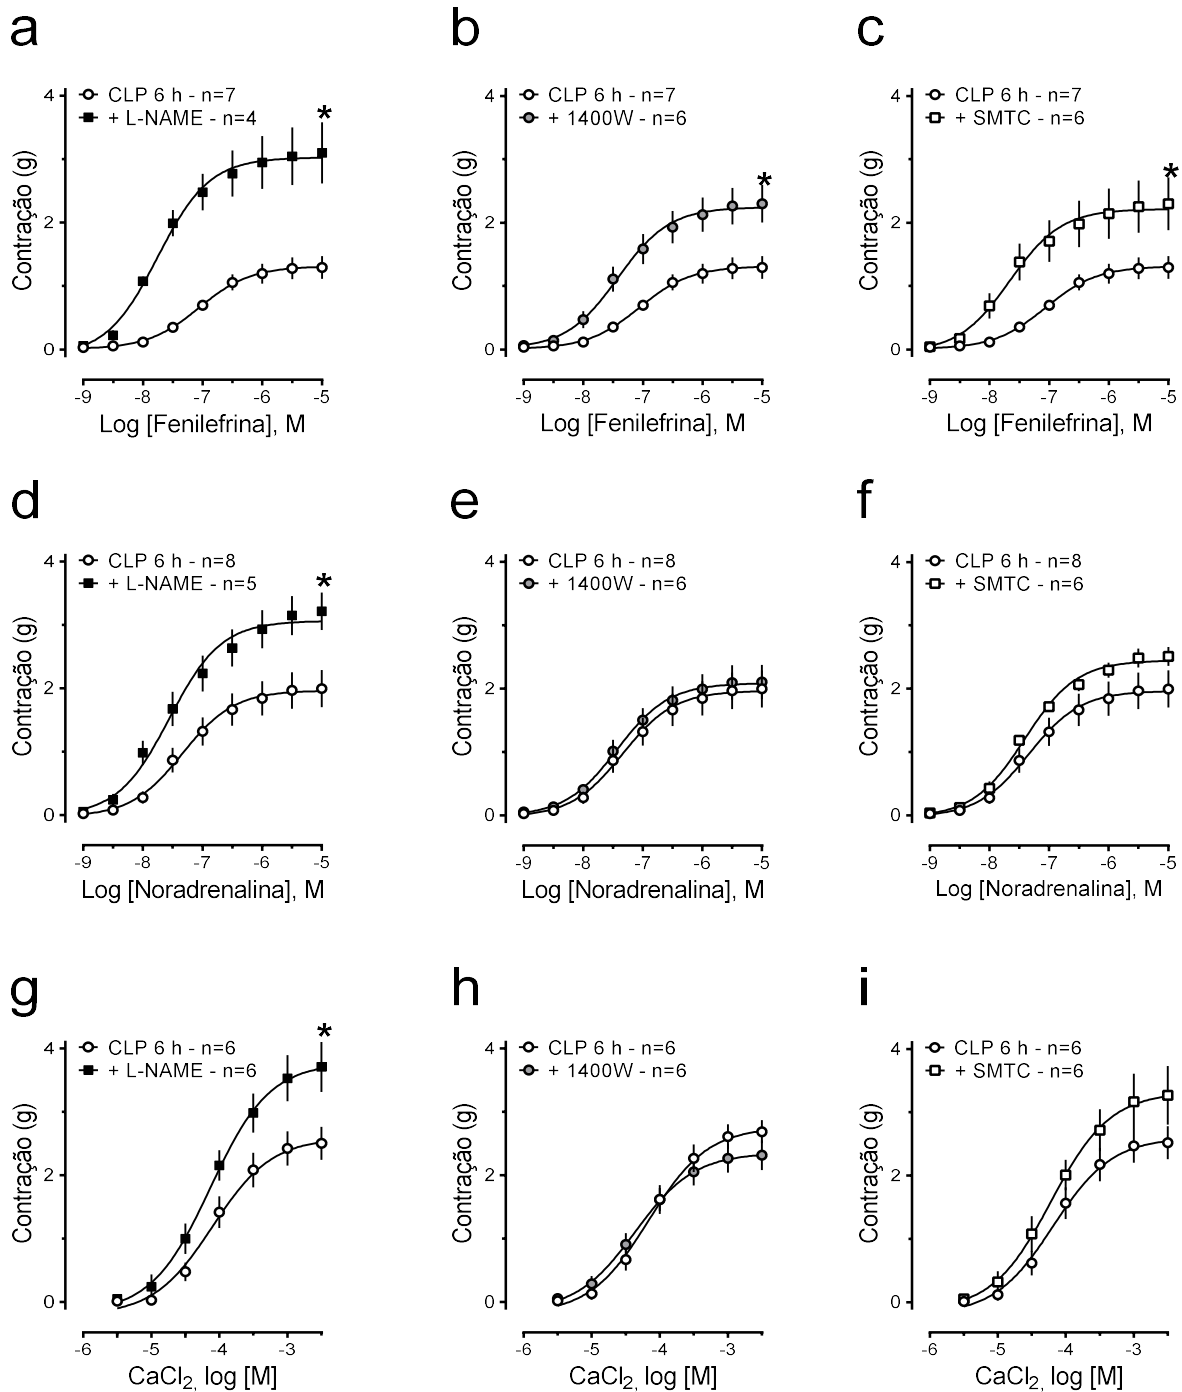 a
CLP 6 h - n=7
+ L-NAME - n=4
*
4
2
0
Contração (g)
-9 -8 -7 -6 -5
Log [Fenilefrina], M
b
CLP 6 h - n=7
+ 1400W - n=6
*
4
2
0
Contração (g)
-9 -8 -7 -6 -5
Log [Fenilefrina], M
c
CLP 6 h - n=7
+ SMTC - n=6
*
4
2
0
Contração (g)
-9 -8 -7 -6 -5
Log [Fenilefrina], M
d
CLP 6 h - n=8
+ L-NAME - n=5
*
4
2
0
Contração (g)
-9 -8 -7 -6 -5
Log [Noradrenalina], M
e
CLP 6 h - n=8
+ 1400W - n=6
4
2
0
Contração (g)
-9 -8 -7 -6 -5
Log [Noradrenalina], M
f
CLP 6 h - n=8
+ SMTC - n=6
4
2
0
Contração (g)
-9 -8 -7 -6 -5
Log [Noradrenalina], M
g
CLP 6 h - n=6
+ L-NAME - n=6
*
4
2
0
Contração (g)
-6 -5 -4 -3
CaCl2, log [M]
h
CLP 6 h - n=6
+ 1400W - n=6
4
2
0
Contração (g)
-6 -5 -4 -3
CaCl2, log [M]
i
CLP 6 h - n=6
+ SMTC - n=6
4
2
0
Contração (g)
-6 -5 -4 -3
CaCl2, log [M]